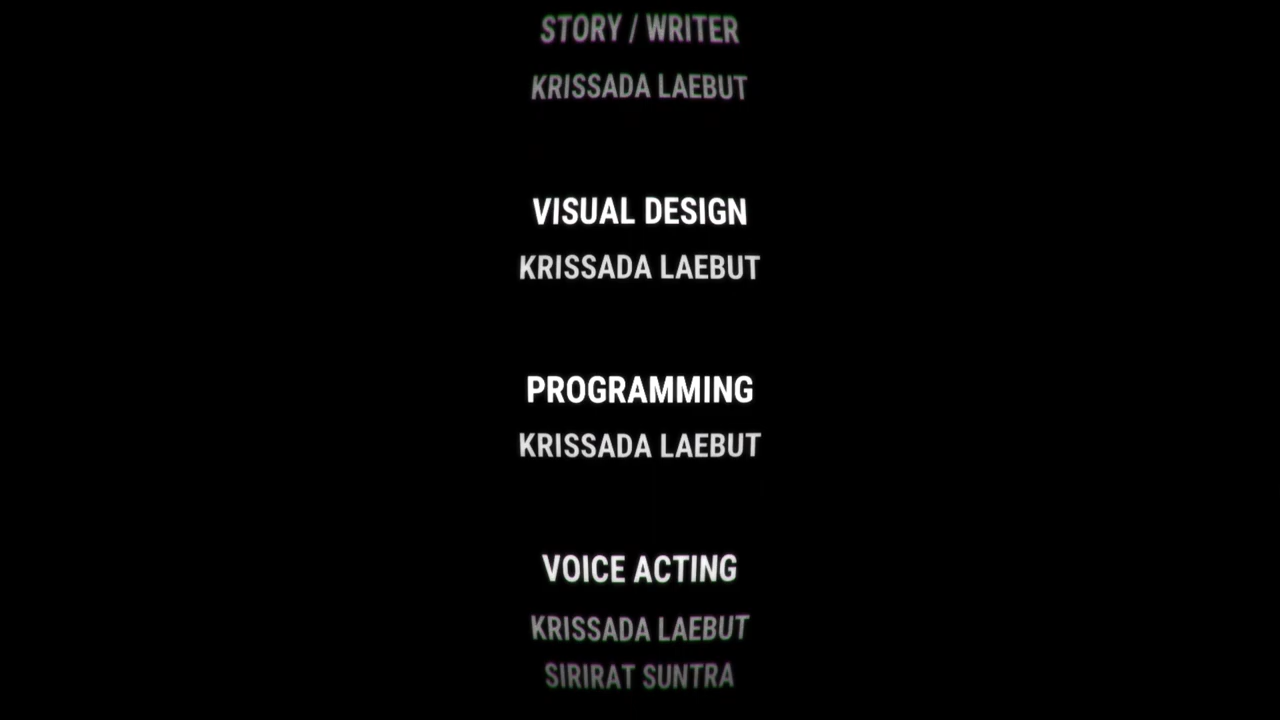 STORY / WRITER
KRISSADA LAEBUT
VISUAL DESIGN
KRISSADA LAEBUT
PROGRAMMING
KRISSADA LAEBUT
VOICE ACTING
KRISSADA LAEBUT
SIRIRAT SUNTRA